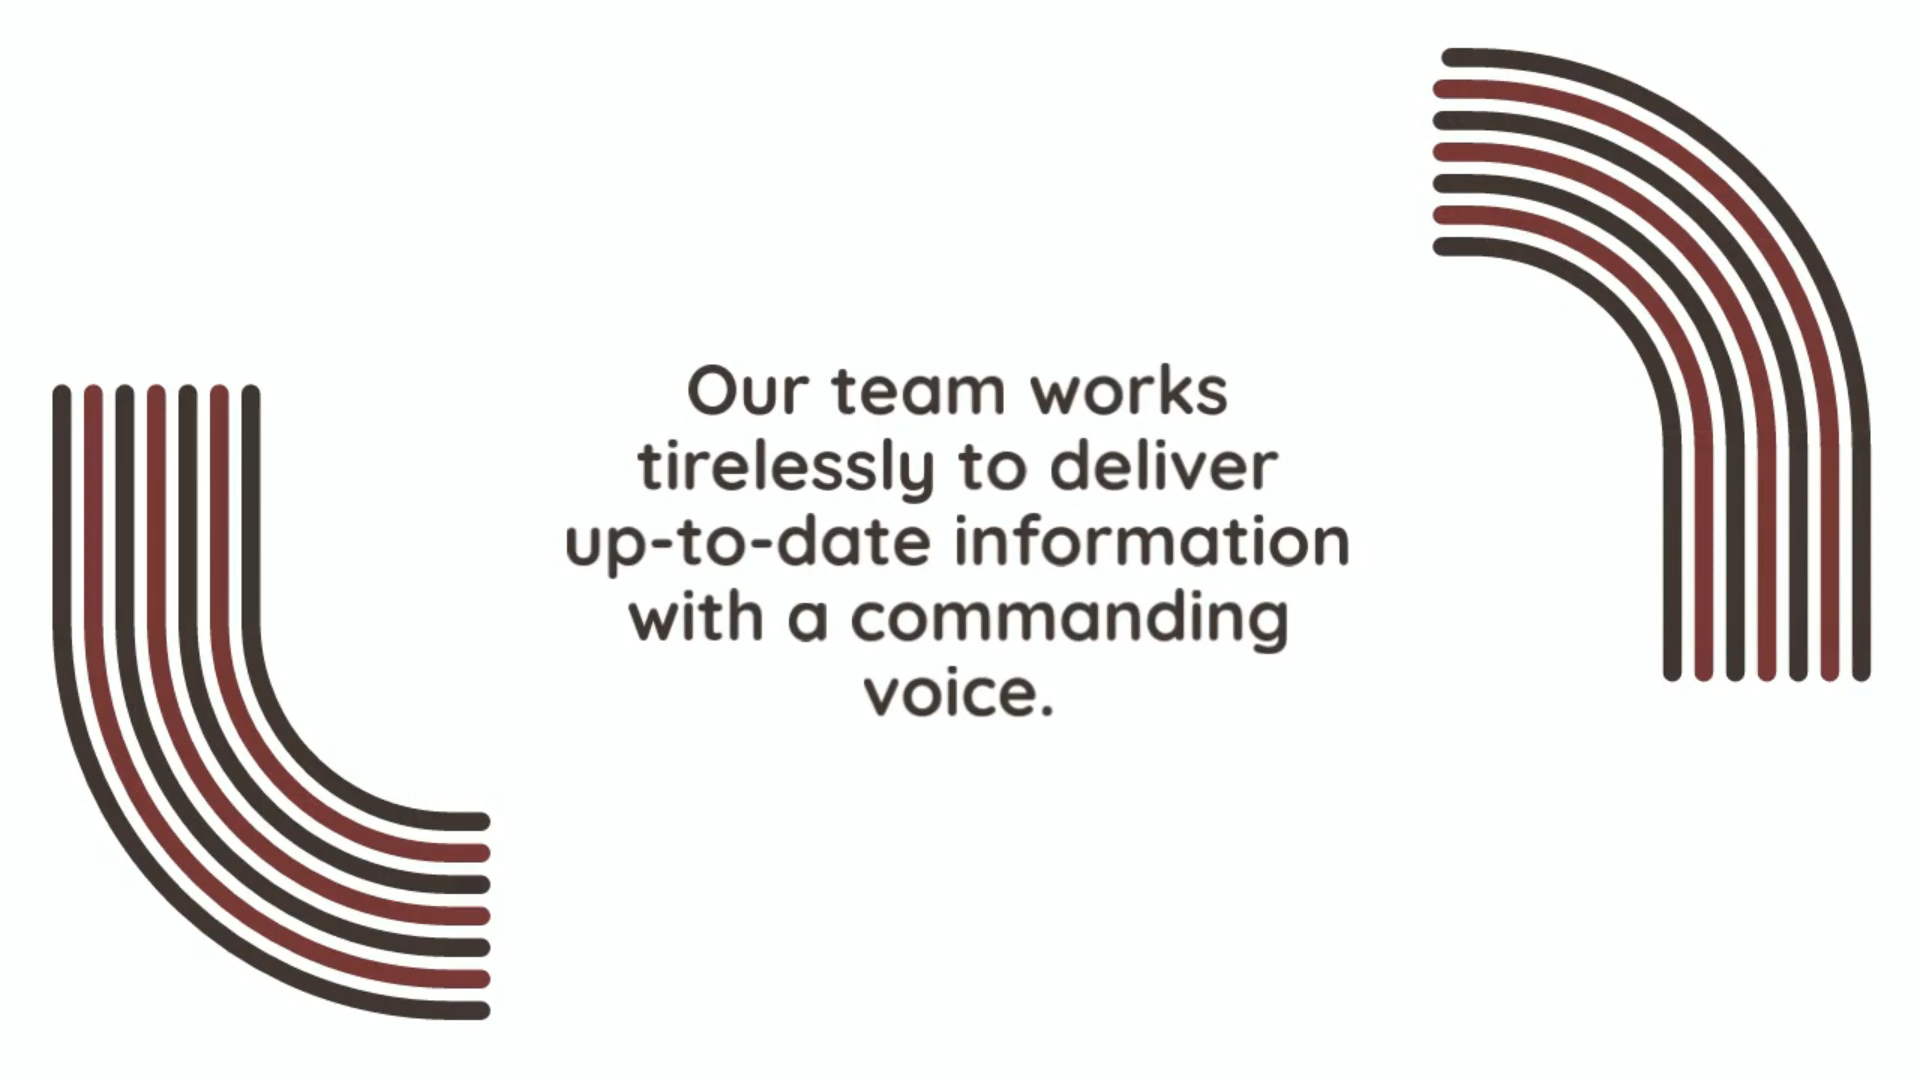 Our team works
tirelessly to deliver
up-to-date information
with a commanding
voice.